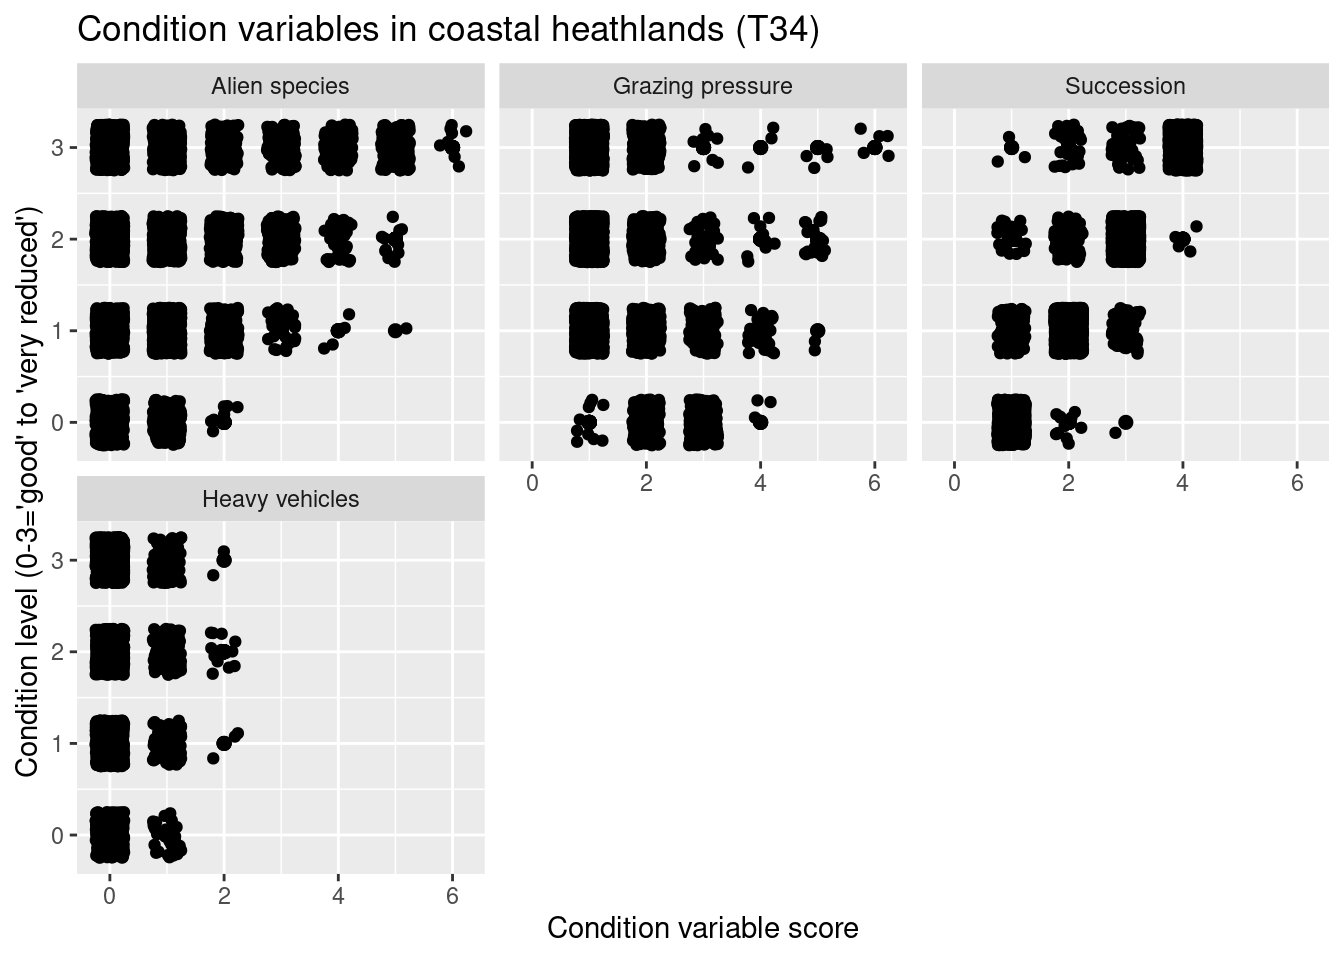 Condition variables in coastal heathlands (T34)
Alien species
Grazing pressure
Succession
3
2
1
0
0
2
4
6
0
2
4
6
Heavy vehicles
3
2
1
0
0
2
4
6
Condition level (0-3='good' to 'very reduced')
Condition variable score